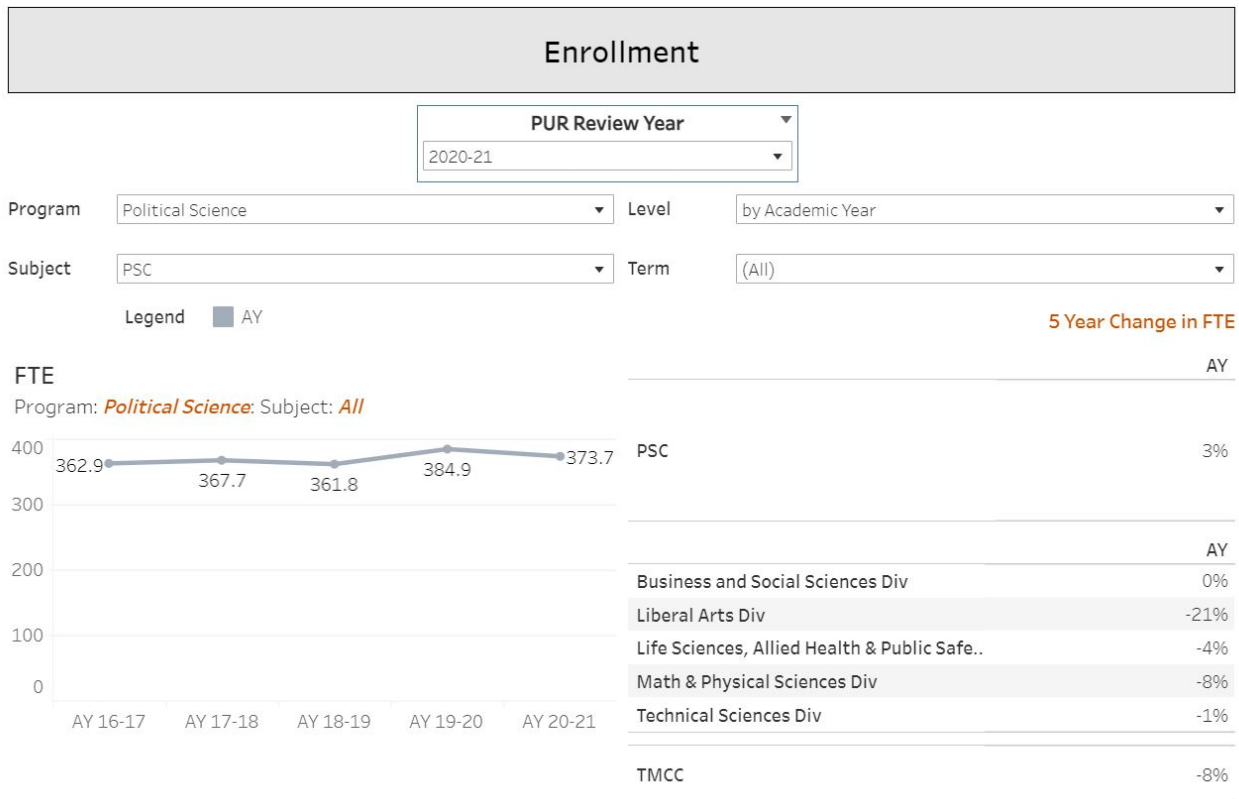 Enrollment
PUR Review Year
2020-21
Program Political Science Level by Academic Year
Subject PSC Term (All)
Legend AY
5 Year Change in FTE
FTE
Program: Political Science: Subject: All
400
300
200
100
0
362.9
367.7
361.8
384.9
373.7
AY 16-17 AY 17-18 AY 18-19 AY 19-20 AY 20-21
AY
PSC 3%
AY
Business and Social Sciences Div 0%
Liberal Arts Div -21%
Life Sciences, Allied Health & Public Safe.. -4%
Math & Physical Sciences Div -8%
Technical Sciences Div -1%
TMCC -8%